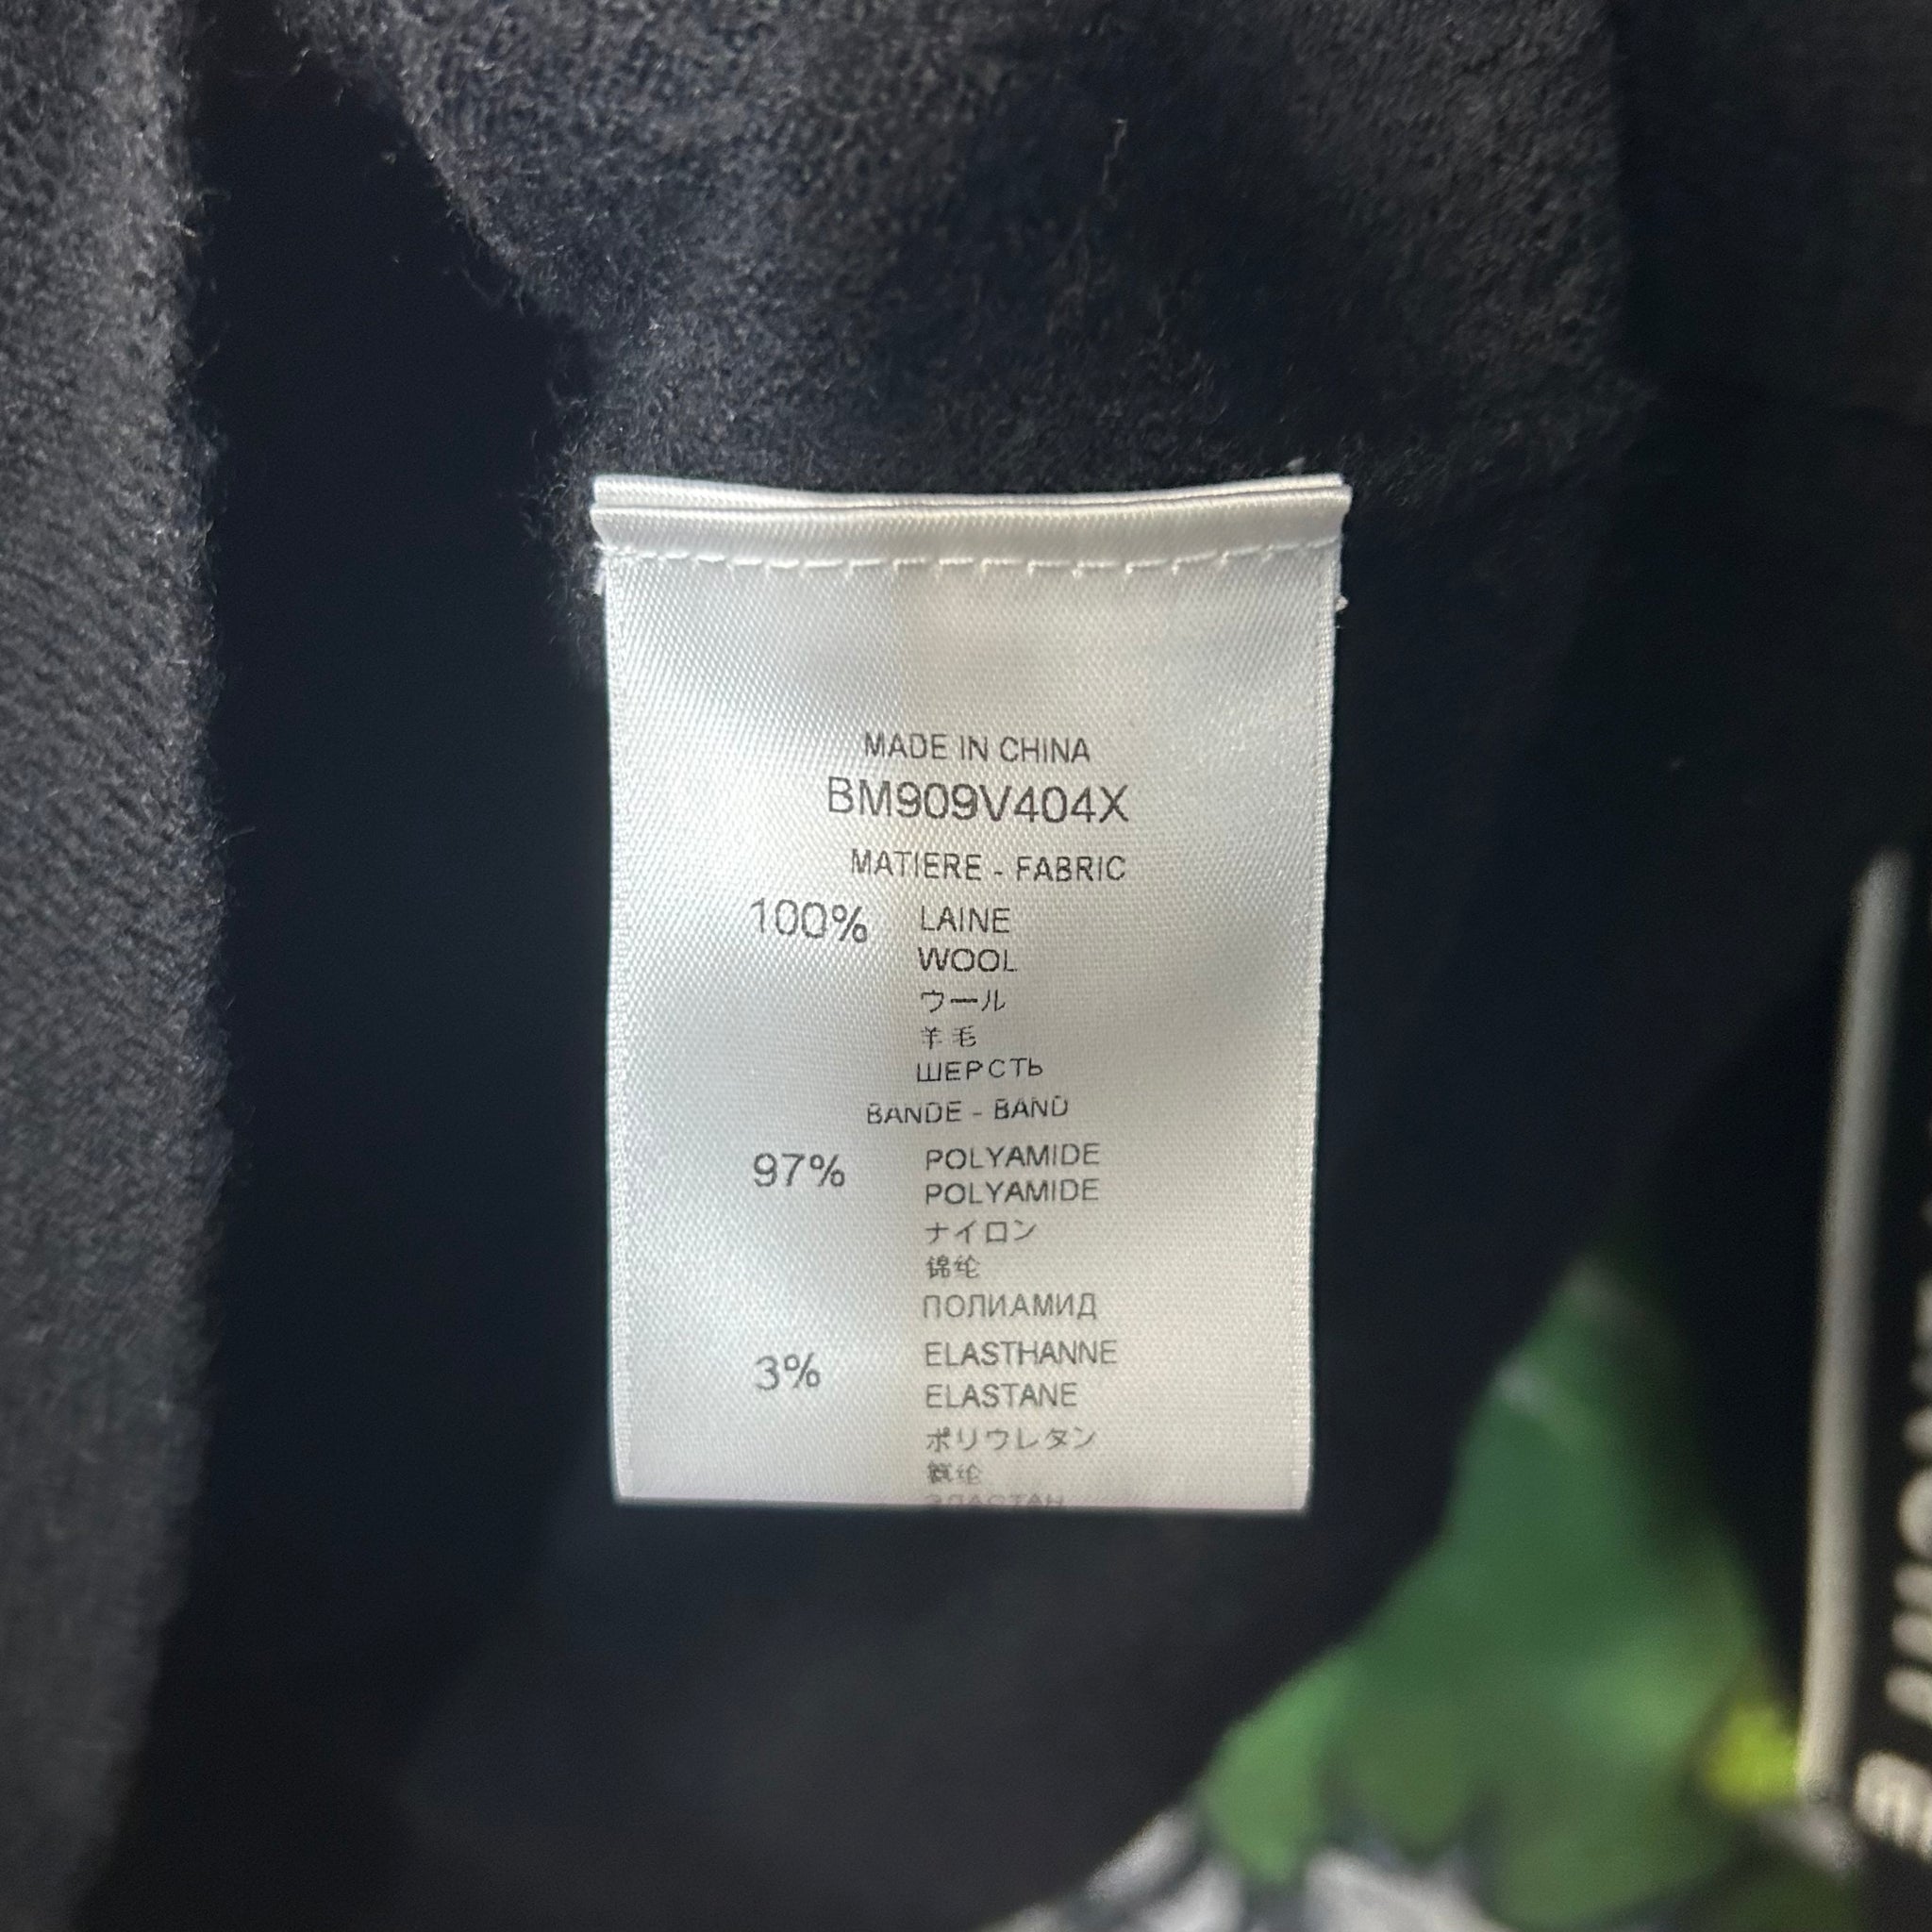 MADE IN CHINA
BM909V404X
MATIERE - FABRIC
100% LAINE
WOOL
ウール
羊毛
ШЕРСТЬ
BANDE - BAND
97% POLYAMIDE
POLYAMIDE
ナイロン
锦纶
ПОЛИАМИД
3% ELASTHANNE
ELASTANE
ポリウレタン
氨纶
ЭЛАСТАН